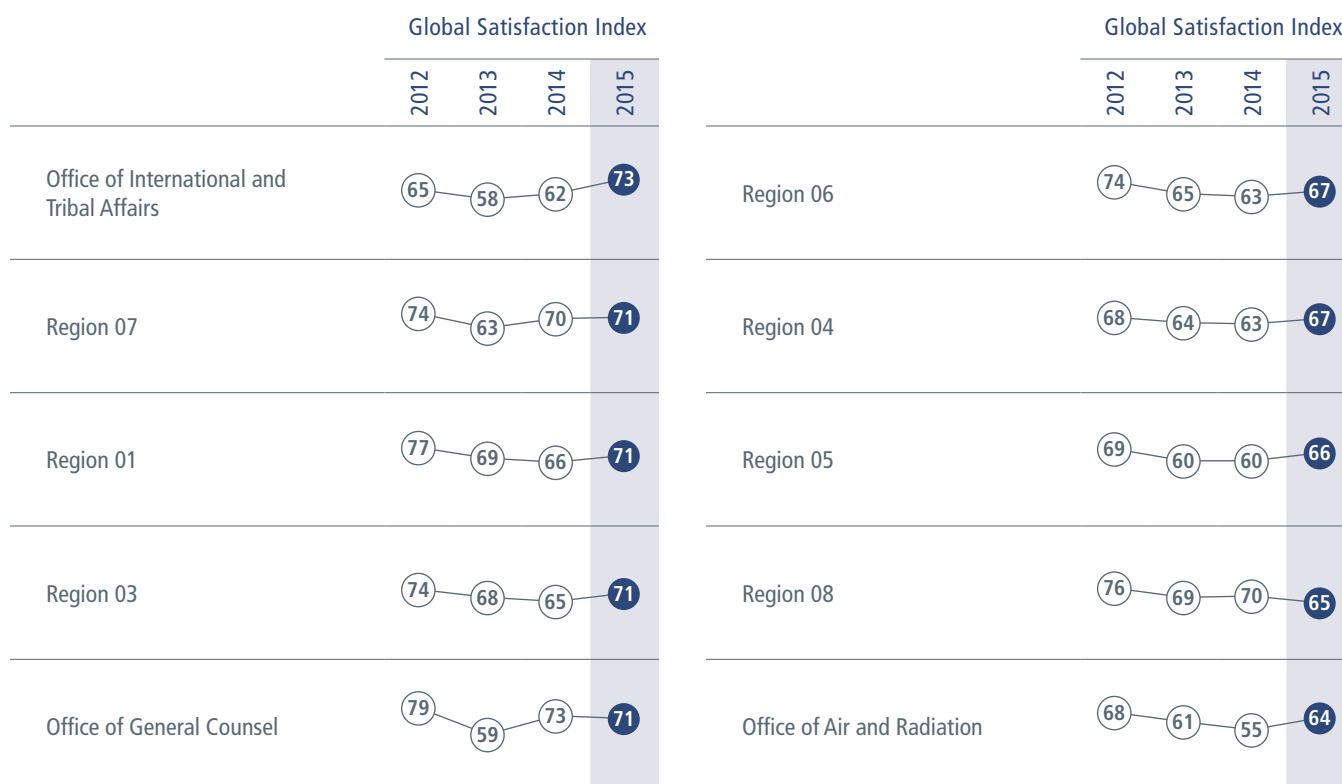 Global Satisfaction Index
2012 2013 2014 2015
Office of International and
Tribal Affairs
65 58 62 73
Region 07
74 63 70 71
Region 01
77 69 66 71
Region 03
74 68 65 71
Office of General Counsel
79 59 73 71
Global Satisfaction Index
2012 2013 2014 2015
Region 06
74 65 63 67
Region 04
68 64 63 67
Region 05
69 60 60 66
Region 08
76 69 70 65
Office of Air and Radiation
68 61 55 64